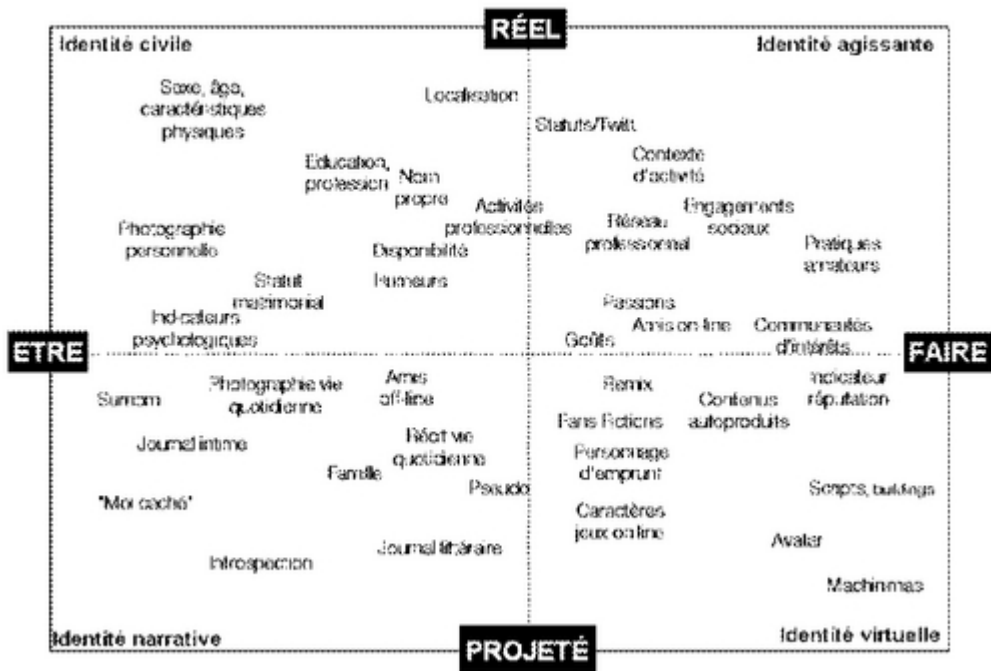 RÉEL
Identité civile
Identité agissante
Sexe, âge,
caractéristiques
physiques
Localisation
Statuts/Twitt
Contexte
d'activité
Education,
profession
Nom
propre
Activités
professionnelles
Réseau
professionnel
Engagements
sociaux
Pratiques
amateurs
Photographie
personnelle
Disponibilité
Humeurs
Statut
matrimonial
Passions
Indicateurs
psychologiques
Goûts
Amis on-line
Communautés
d'intérêts
ETRE
FAIRE
Surnom
Photographie vie
quotidienne
Amis
off-line
Remix
Contenus
autoproduits
Indicateur
réputation
Fans Fictions
Journal intime
Récit vie
quotidienne
Famille
Personnage
d'emprunt
Pseudo
Scripts, buildings
"Moi caché"
Caractères
jeux on line
Avatar
Journal littéraire
Introspection
Machinimas
Identité narrative
PROJETÉ
Identité virtuelle